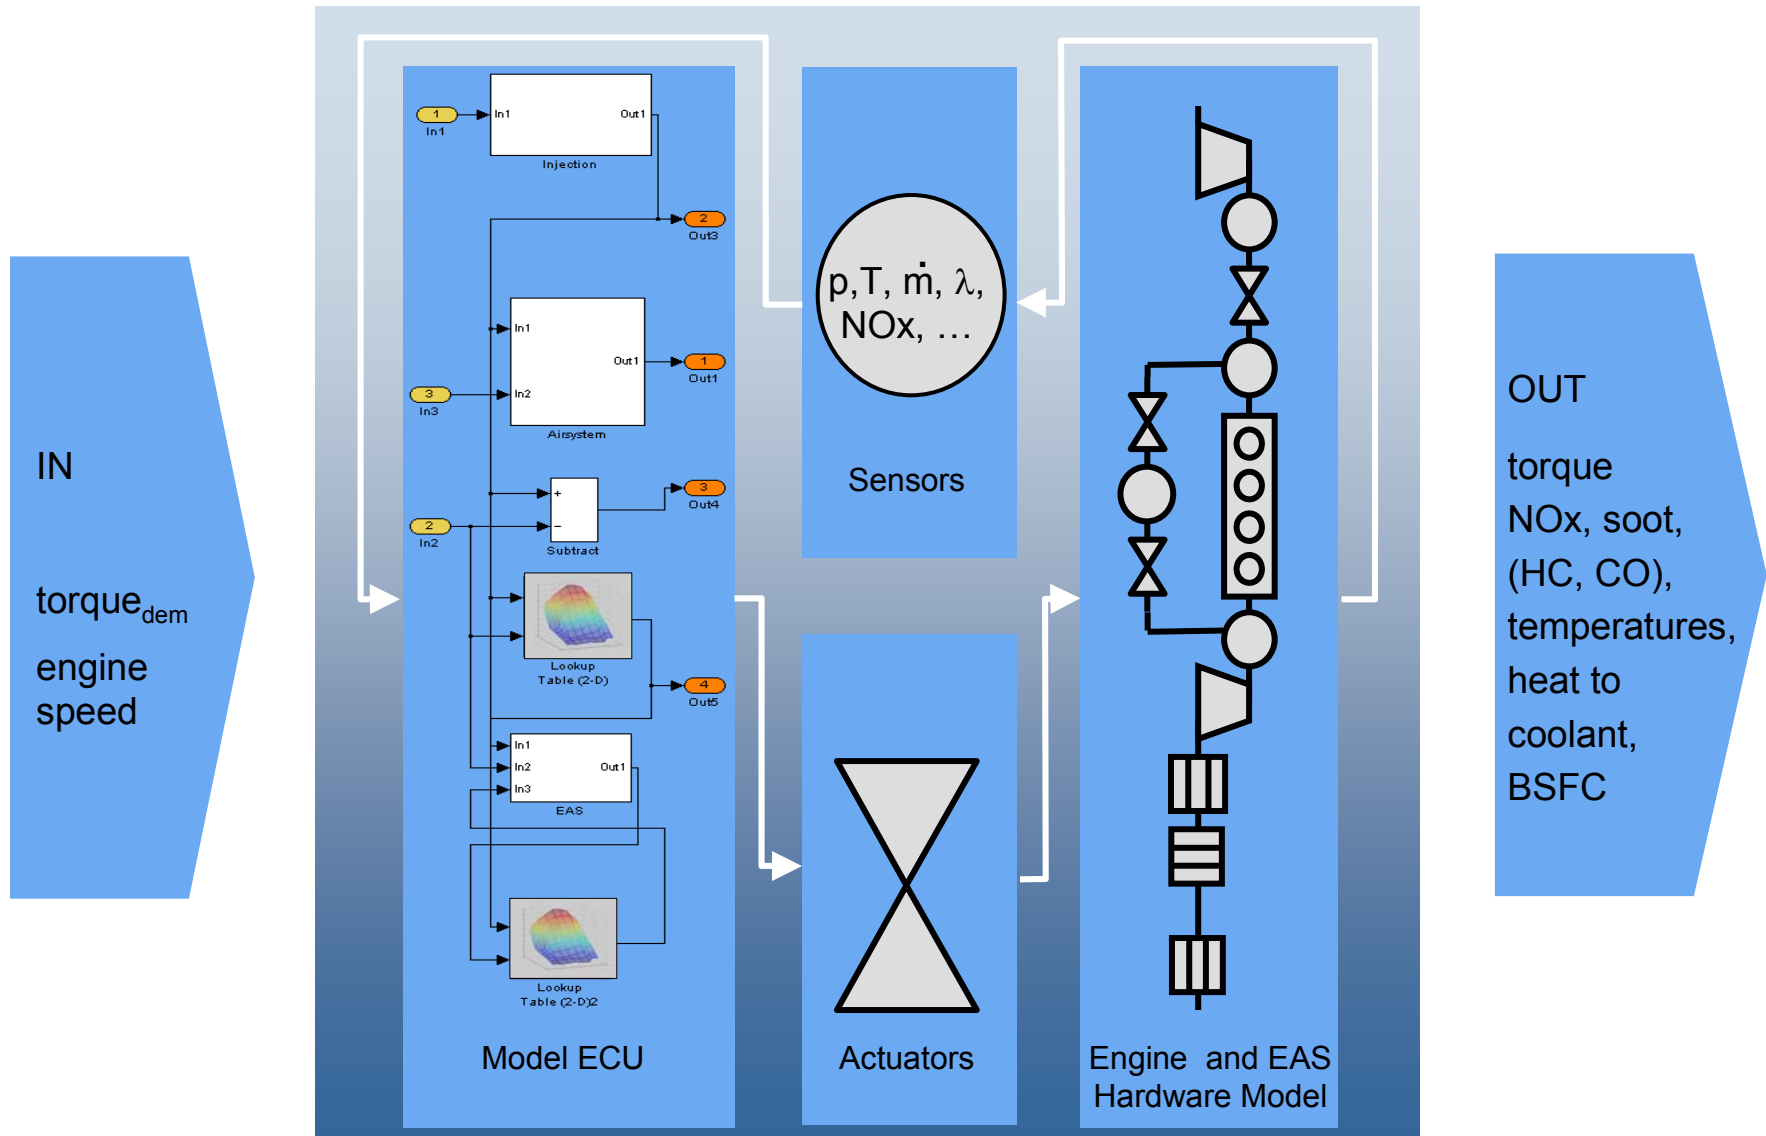 IN
torquedem
engine
speed
1
In1
In1
Out1
Injection
2
Out3
In1
Out1
In2
Airsystem
1
Out1
3
In3
+
−
Subtract
3
Out4
2
In2
Lookup
Table (2-D)
4
Out5
In1
In2
Out1
In3
EAS
Lookup
Table (2-D)2
Model ECU
p,T, ṁ, λ,
NOx, …
Sensors
Actuators
Engine and EAS
Hardware Model
OUT
torque
NOx, soot,
(HC, CO),
temperatures,
heat to
coolant,
BSFC